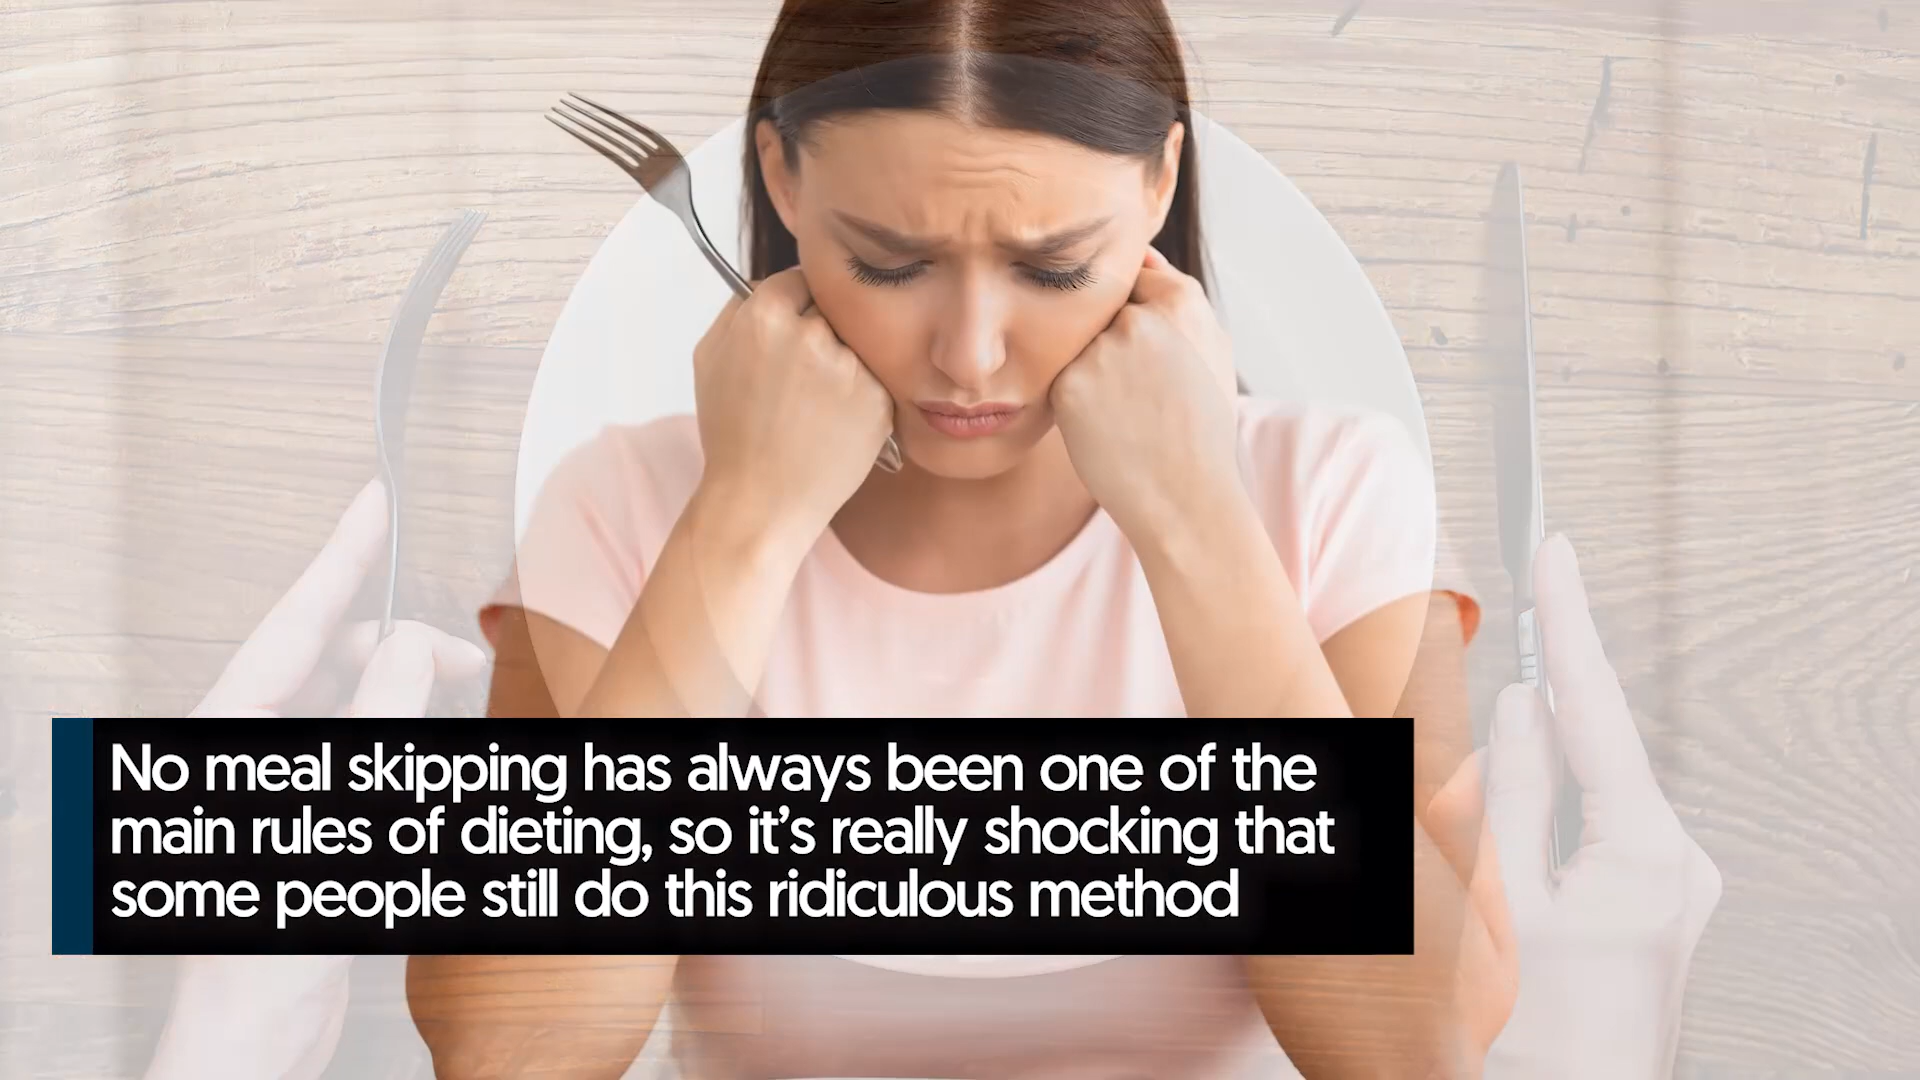 No meal skipping has always been one of the
main rules of dieting, so it’s really shocking that
some people still do this ridiculous method